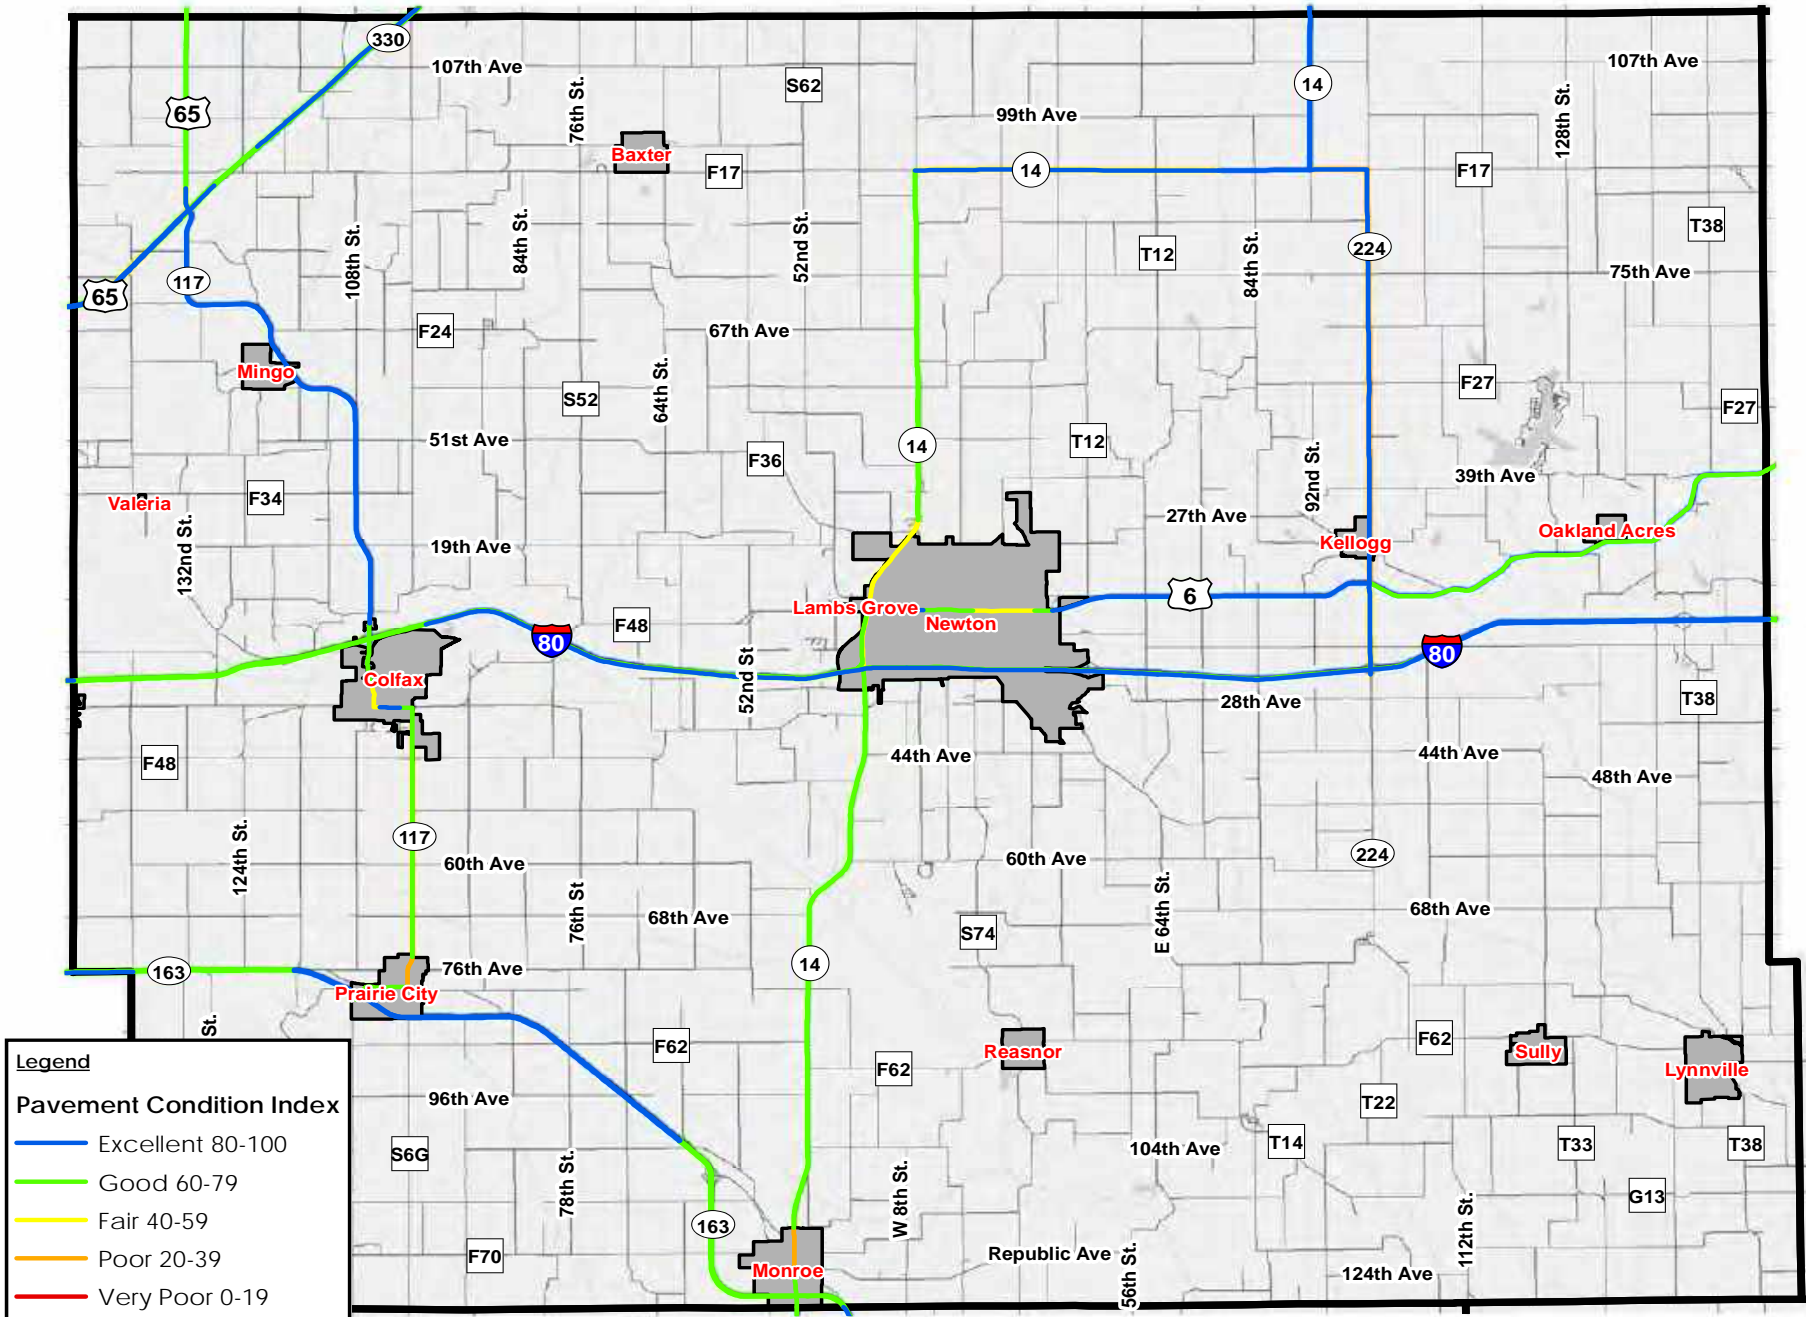 330
107th Ave
107th Ave
65
76th St.
S62
14
99th Ave
128th St.
Baxter
F17
14
F17
T38
108th St.
84th St.
52nd St.
T12
84th St.
224
75th Ave
117
65
F24
67th Ave
Mingo
S52
64th St.
F27
F27
51st Ave
F36
14
T12
92nd St.
39th Ave
Valeria
F34
132nd St.
19th Ave
27th Ave
Kellogg
Oakland Acres
Lambs Grove
6
Newton
F48
80
80
52nd St
Colfax
28th Ave
T38
F48
44th Ave
44th Ave
48th Ave
117
124th St.
60th Ave
60th Ave
224
76th St
68th Ave
68th Ave
S74
E 64th St.
14
163
76th Ave
Prairie City
St.
F62
Reasnor
F62
F62
Sully
Lynnville
96th Ave
T22
S6G
104th Ave
T14
T33
T38
78th St.
W 8th St.
G13
163
112th St.
F70
Monroe
Republic Ave
56th St.
124th Ave
Legend
Pavement Condition Index
Excellent 80-100
Good 60-79
Fair 40-59
Poor 20-39
Very Poor 0-19